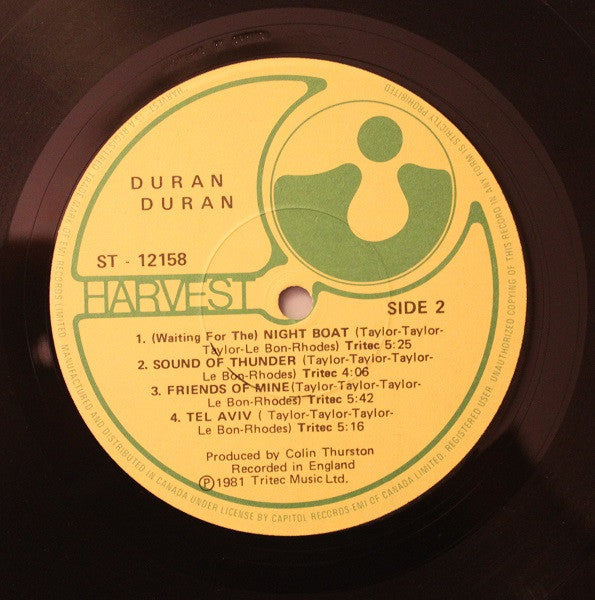 DURAN
DURAN
ST - 12158
HARVEST
SIDE 2
1. (Waiting For The) NIGHT BOAT (Taylor-Taylor-
Taylor-Le Bon-Rhodes) Tritec 5:25
2. SOUND OF THUNDER (Taylor-Taylor-Taylor-
Le Bon-Rhodes) Tritec 4:06
3. FRIENDS OF MINE(Taylor-Taylor-Taylor-
Le Bon-Rhodes) Tritec 5:42
4. TEL AVIV ( Taylor-Taylor-Taylor-
Le Bon-Rhodes) Tritec 5:16
Produced by Colin Thurston
Recorded in England
Ⓟ1981 Tritec Music Ltd.
MANUFACTURED AND DISTRIBUTED IN CANADA UNDER LICENSE BY CAPITOL RECORDS-EMI OF CANADA LIMITED, REGISTERED USER. UNAUTHORIZED COPYING OF THIS RECORD IN ANY FORM IS STRICTLY PROHIBITED
EMI RECORDS LIMITED.